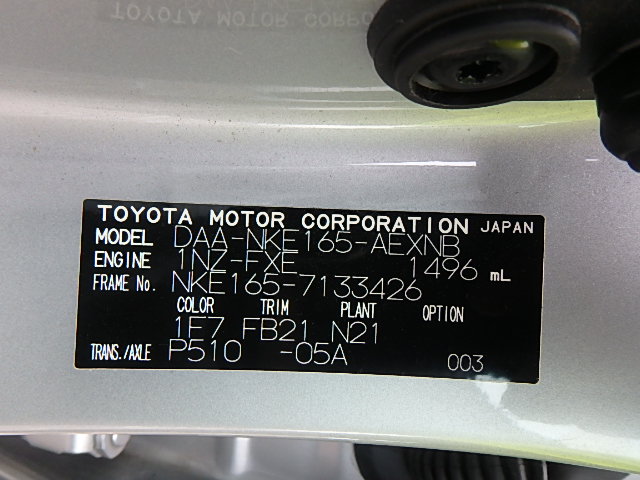 TOYOTA MOTOR CORPORATION JAPAN
MODEL DAA-NKE165-AEXNB
ENGINE 1NZ-FXE 1496 mL
FRAME No. NKE165-7133426
COLOR TRIM PLANT OPTION
1F7 FB21 N21
TRANS./AXLE P510 -05A 003